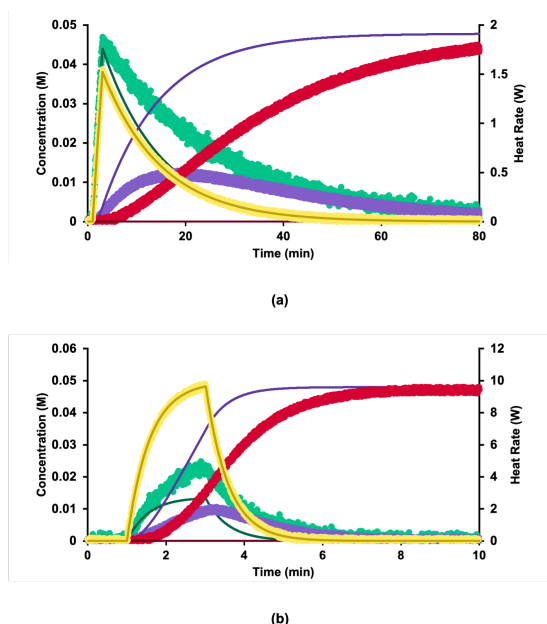 0.05
0.04
0.03
0.02
0.01
0
Concentration (M)
2
1.5
1
0.5
0
Heat Rate (W)
0 20 40 60 80
Time (min)
(a)
0.06
0.05
0.04
0.03
0.02
0.01
0
Concentration (M)
12
10
8
6
4
2
0
Heat Rate (W)
0 2 4 6 8 10
Time (min)
(b)